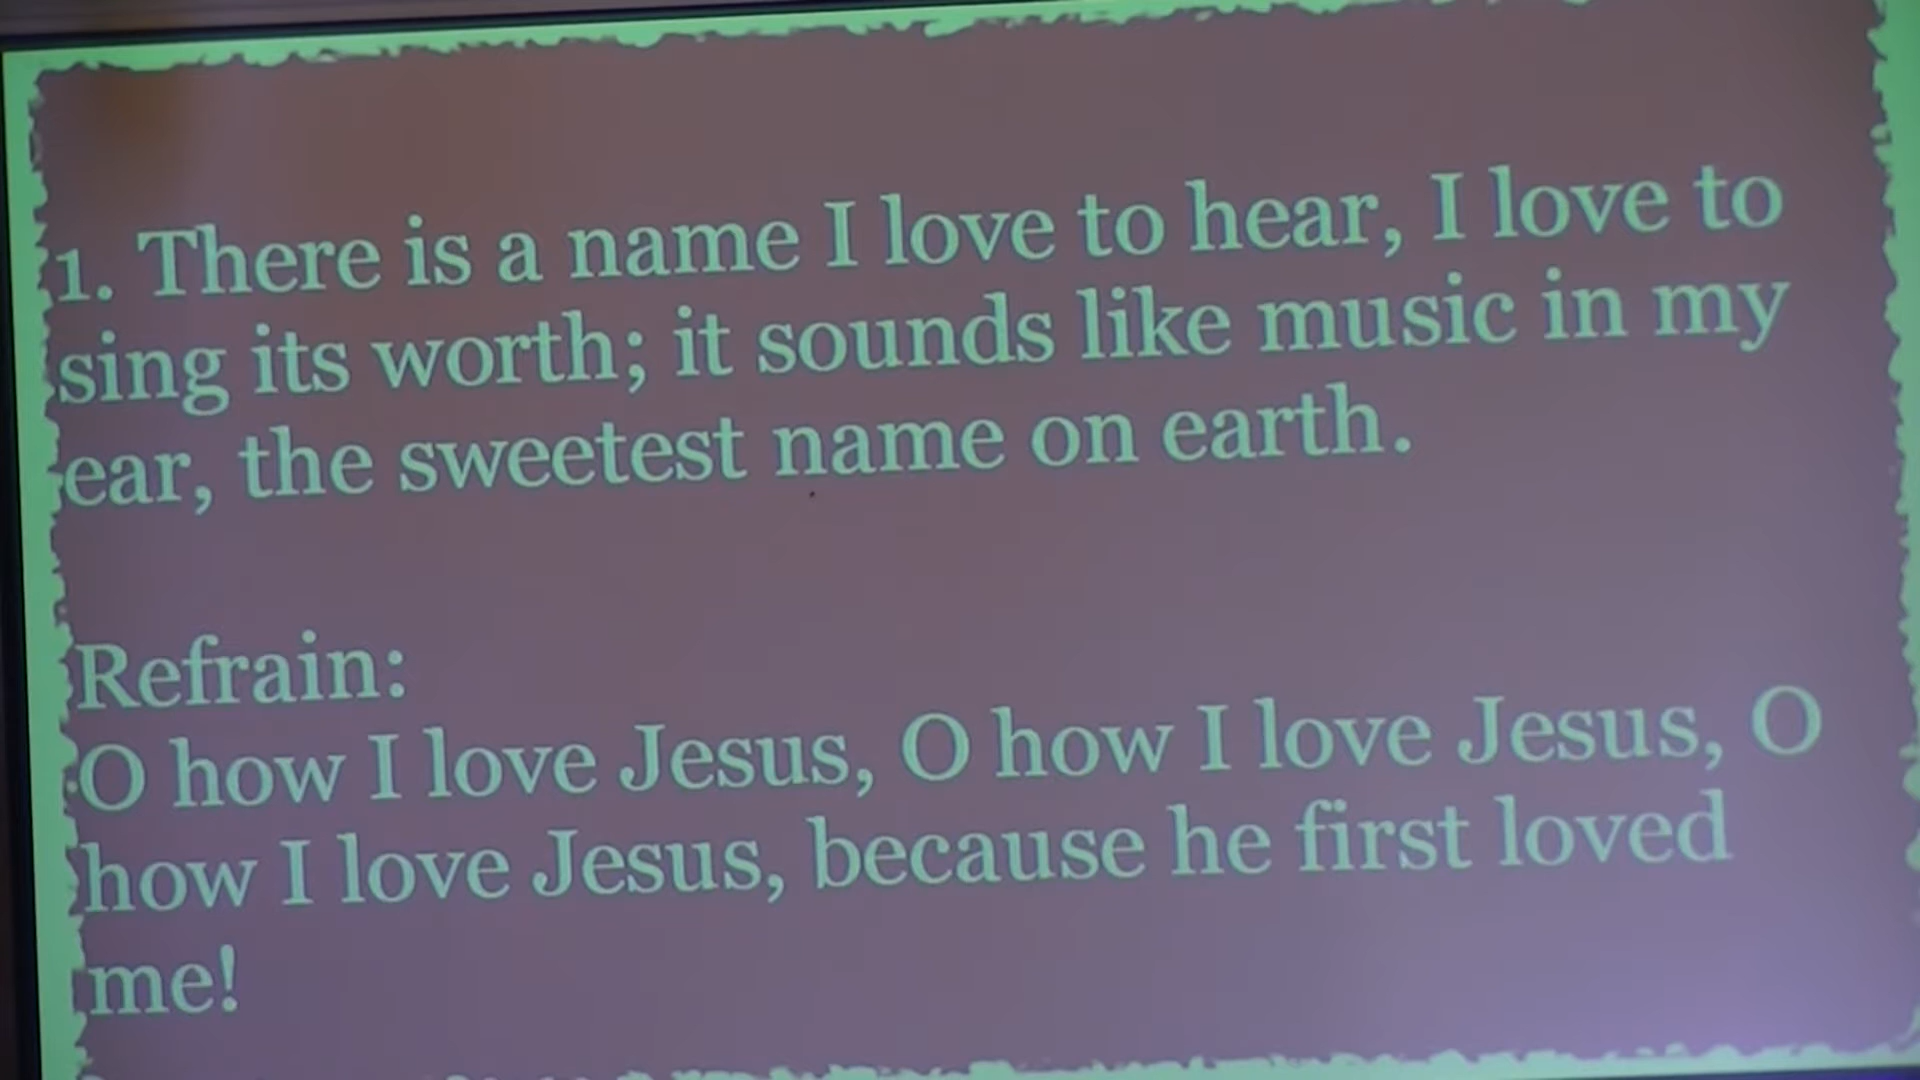 1. There is a name I love to hear, I love to
sing its worth; it sounds like music in my
ear, the sweetest name on earth.
Refrain:
O how I love Jesus, O how I love Jesus, O
how I love Jesus, because he first loved
me!